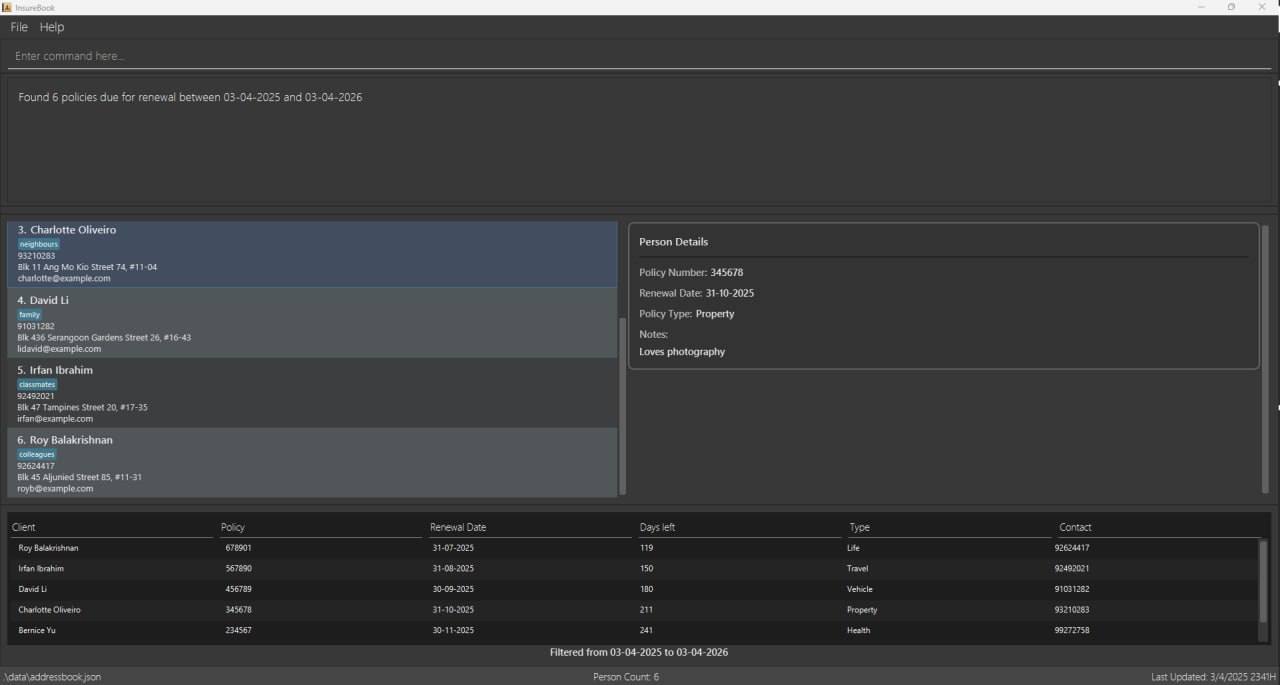 InsureBook
File Help
Enter command here...
Found 6 policies due for renewal between 03-04-2025 and 03-04-2026
3. Charlotte Oliveiro
neighbours
93210283
Blk 11 Ang Mo Kio Street 74, #11-04
charlotte@example.com
4. David Li
family
91031282
Blk 436 Serangoon Gardens Street 26, #16-43
lidavid@example.com
5. Irfan Ibrahim
classmates
92492021
Blk 47 Tampines Street 20, #17-35
irfan@example.com
6. Roy Balakrishnan
colleagues
92624417
Blk 45 Aljunied Street 85, #11-31
royb@example.com
Person Details
Policy Number: 345678
Renewal Date: 31-10-2025
Policy Type: Property
Notes:
Loves photography
Client Policy Renewal Date Days left Type Contact
Roy Balakrishnan 678901 31-07-2025 119 Life 92624417
Irfan Ibrahim 567890 31-08-2025 150 Travel 92492021
David Li 456789 30-09-2025 180 Vehicle 91031282
Charlotte Oliveiro 345678 31-10-2025 211 Property 93210283
Bernice Yu 234567 30-11-2025 241 Health 99272758
Filtered from 03-04-2025 to 03-04-2026
.\data\addressbook.json Person Count: 6 Last Updated: 3/4/2025 2341H